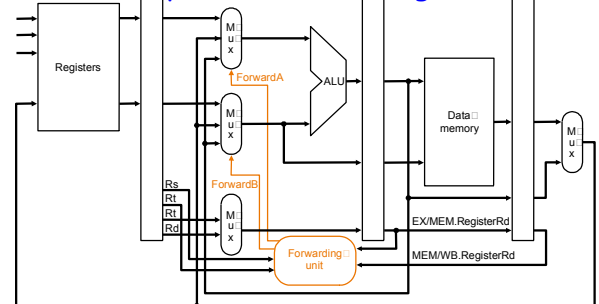 M
u
x
Registers
ForwardA
ALU
M
u
x
Data
memory
M
u
x
ForwardB
Rs
Rt
Rt
Rd
M
u
x
EX/MEM.RegisterRd
Forwarding
unit
MEM/WB.RegisterRd